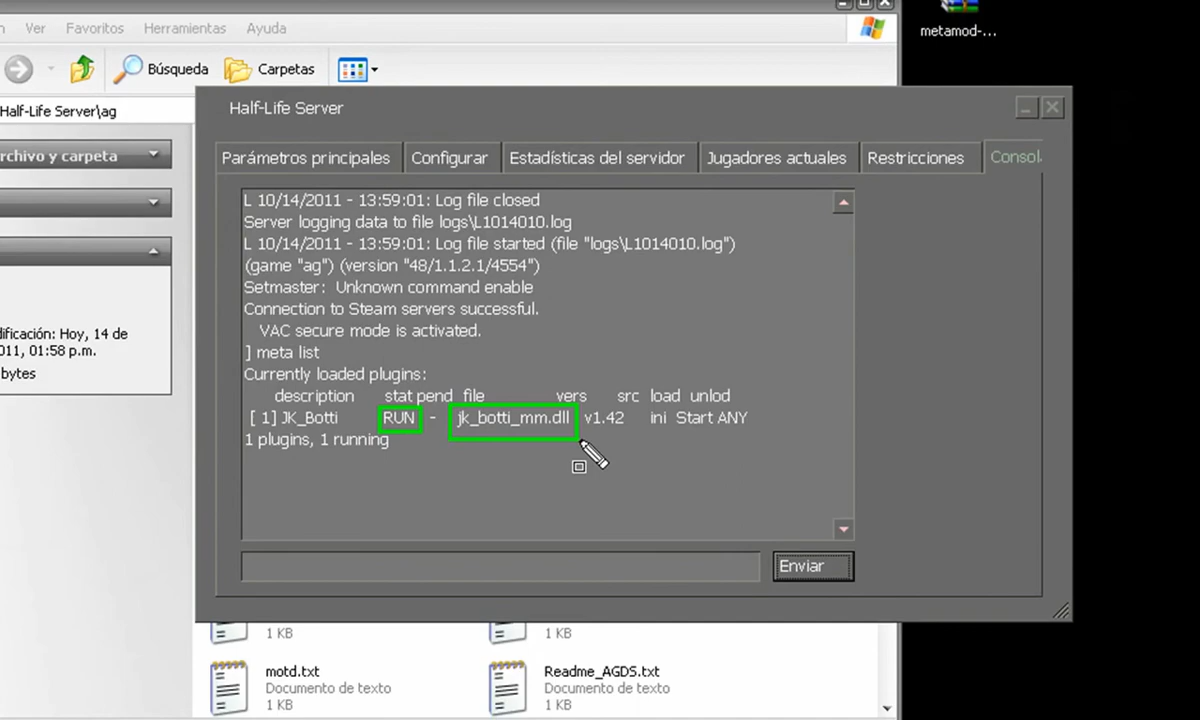 Ver Favoritos Herramientas Ayuda
metamod-...
Búsqueda Carpetas
Half-Life Server\ag
Half-Life Server
rchivo y carpeta
Parámetros principales Configurar Estadísticas del servidor Jugadores actuales Restricciones Consol
L 10/14/2011 - 13:59:01: Log file closed
Server logging data to file logs\L1014010.log
L 10/14/2011 - 13:59:01: Log file started (file "logs\L1014010.log")
(game "ag") (version "48/1.1.2.1/4554")
Setmaster: Unknown command enable
Connection to Steam servers successful.
VAC secure mode is activated.
] meta list
Currently loaded plugins:
description stat pend file vers src load unlod
[ 1] JK_Botti RUN - jk_botti_mm.dll v1.42 ini Start ANY
1 plugins, 1 running
dificación: Hoy, 14 de
011, 01:58 p.m.
bytes
Enviar
1 KB 1 KB
motd.txt
Documento de texto
1 KB
Readme_AGDS.txt
Documento de texto
1 KB